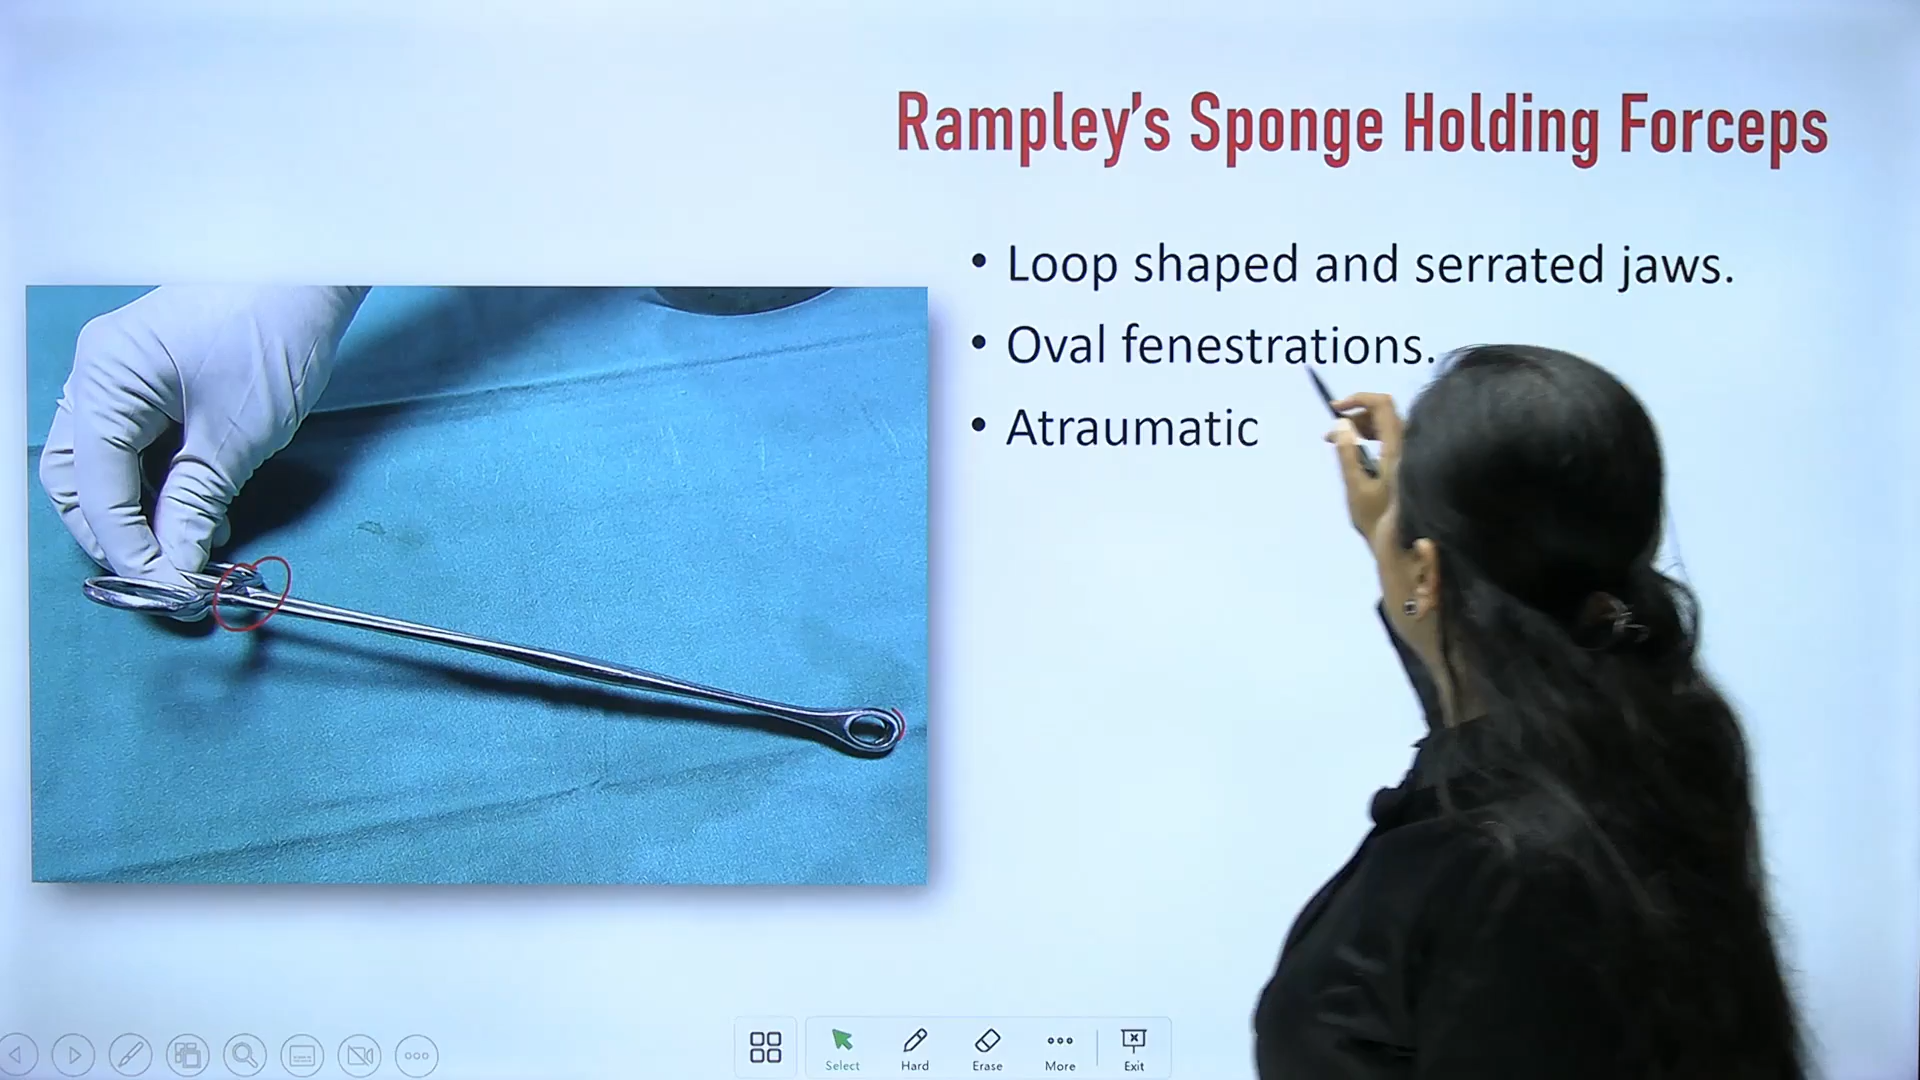 Rampley’s Sponge Holding Forceps
• Loop shaped and serrated jaws.
• Oval fenestrations.
• Atraumatic
Select
Hard
Erase
More
Exit